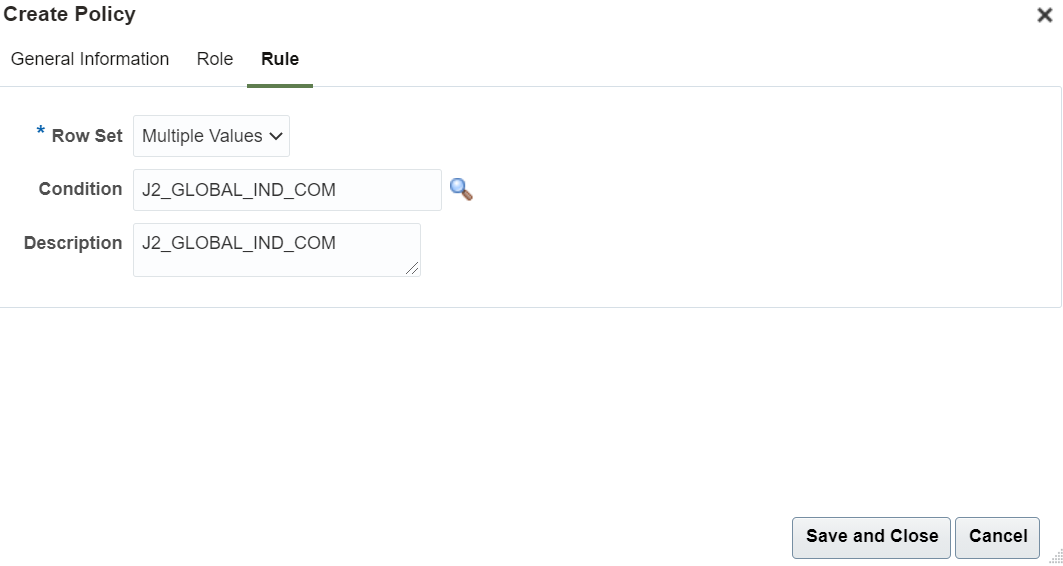 Create Policy
General Information Role Rule
* Row Set Multiple Values
Condition J2_GLOBAL_IND_COM
Description J2_GLOBAL_IND_COM
Save and Close Cancel